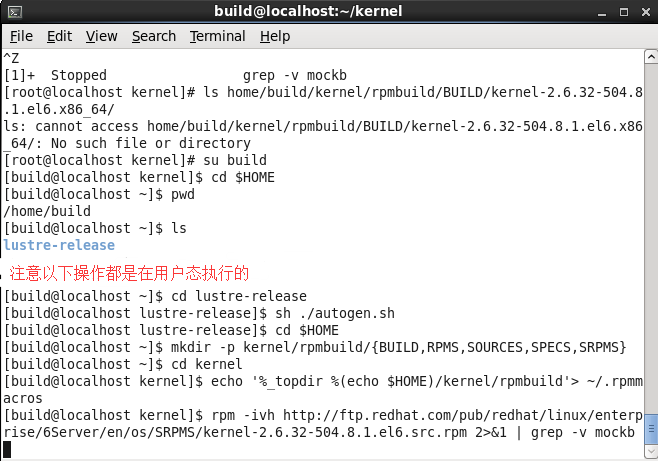 build@localhost:~/kernel
File Edit View Search Terminal Help
^Z
[1]+  Stopped                 grep -v mockb
[root@localhost kernel]# ls home/build/kernel/rpmbuild/BUILD/kernel-2.6.32-504.8
.1.el6.x86_64/
ls: cannot access home/build/kernel/rpmbuild/BUILD/kernel-2.6.32-504.8.1.el6.x86
_64/: No such file or directory
[root@localhost kernel]# su build
[build@localhost kernel]$ cd $HOME
[build@localhost ~]$ pwd
/home/build
[build@localhost ~]$ ls
lustre-release
注意以下操作都是在用户态执行的
[build@localhost ~]$ cd lustre-release
[build@localhost lustre-release]$ sh ./autogen.sh
[build@localhost lustre-release]$ cd $HOME
[build@localhost ~]$ mkdir -p kernel/rpmbuild/{BUILD,RPMS,SOURCES,SPECS,SRPMS}
[build@localhost ~]$ cd kernel
[build@localhost kernel]$ echo '%_topdir %(echo $HOME)/kernel/rpmbuild'> ~/.rpmm
acros
[build@localhost kernel]$ rpm -ivh http://ftp.redhat.com/pub/redhat/linux/enterp
rise/6Server/en/os/SRPMS/kernel-2.6.32-504.8.1.el6.src.rpm 2>&1 | grep -v mockb